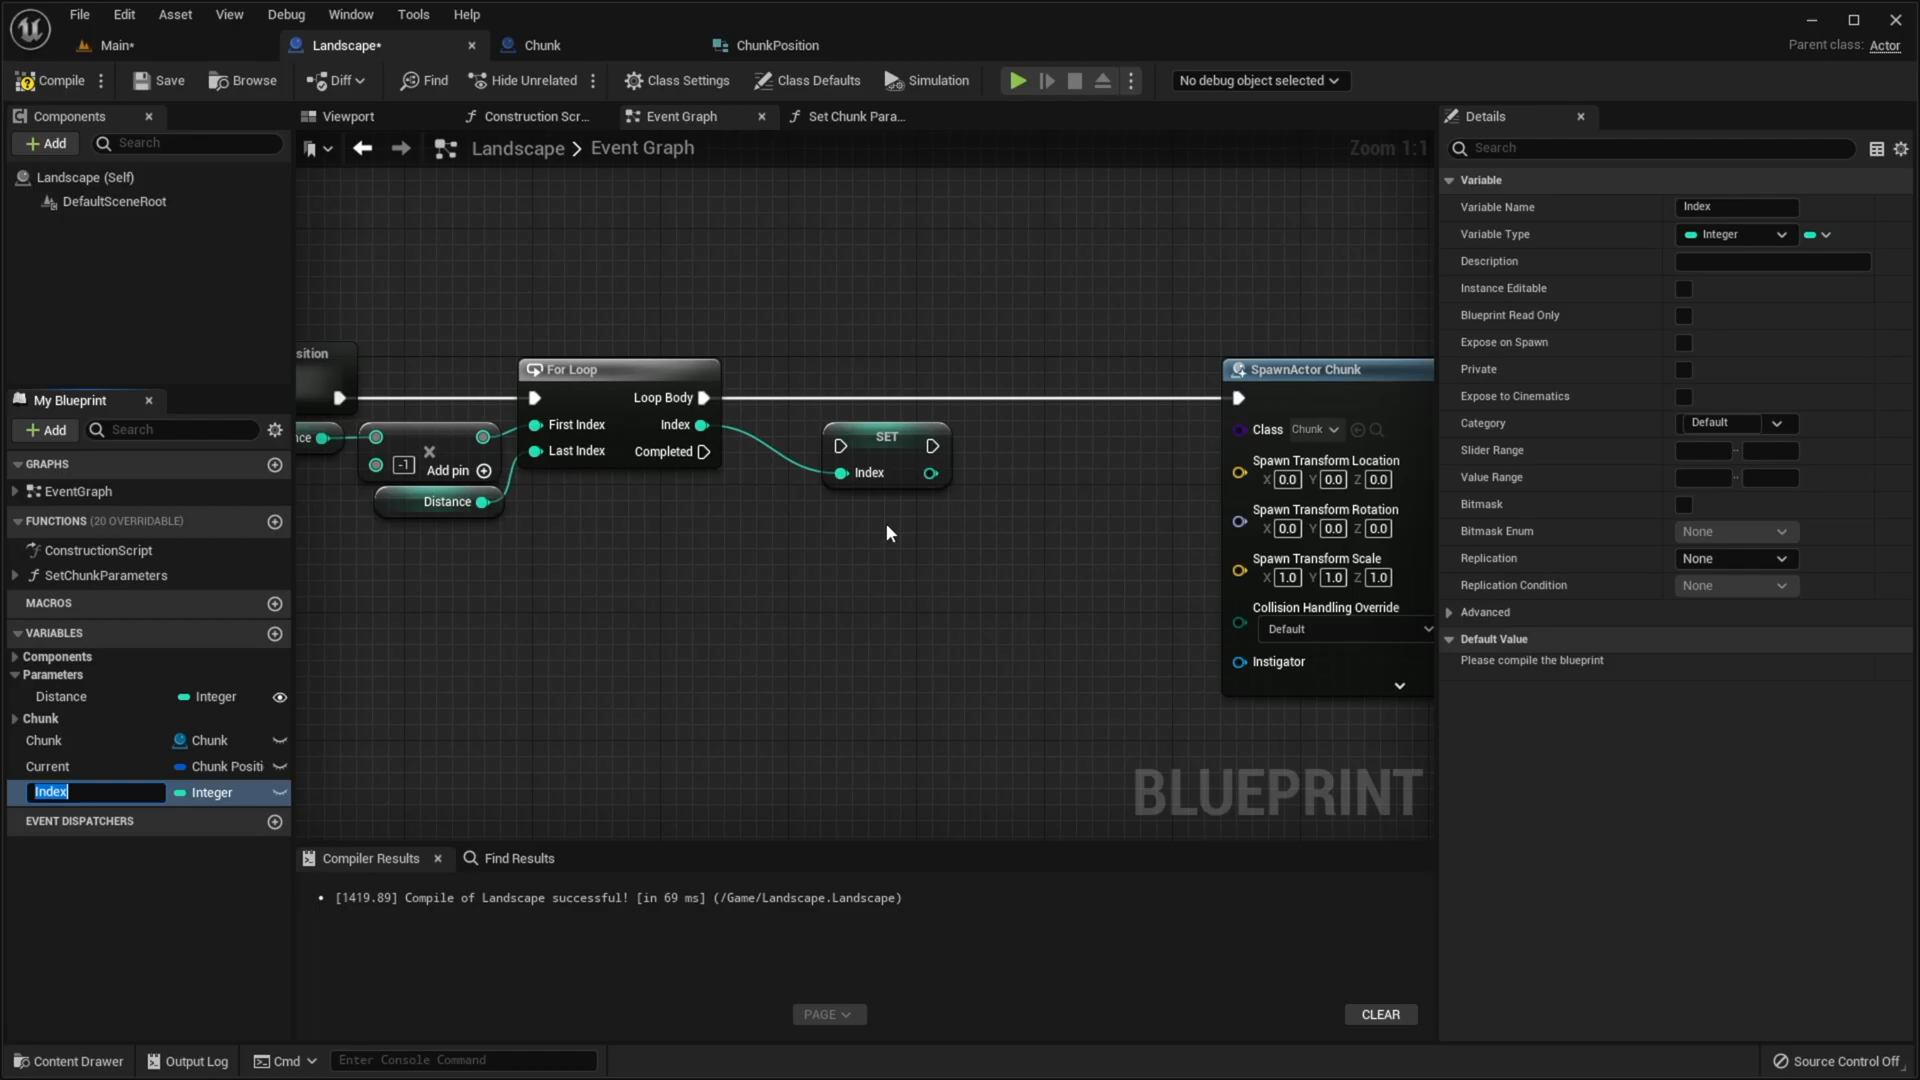 File Edit Asset View Debug Window Tools Help
Main* Landscape* Chunk ChunkPosition Parent class: Actor
Compile Save Browse Diff Find Hide Unrelated Class Settings Class Defaults Simulation No debug object selected
Components
Add Search
Landscape (Self)
DefaultSceneRoot
My Blueprint
Add Search
GRAPHS
EventGraph
FUNCTIONS (20 OVERRIDABLE)
ConstructionScript
SetChunkParameters
MACROS
VARIABLES
Components
Parameters
Distance Integer
Chunk
Chunk Chunk
Current Chunk Positi
Index Integer
EVENT DISPATCHERS
Viewport Construction Scr... Event Graph Set Chunk Para...
Landscape > Event Graph Zoom 1:1
sition
nce
-1 Add pin
Distance
For Loop
Loop Body
First Index Index
Last Index Completed
SET
Index
SpawnActor Chunk
Class Chunk
Spawn Transform Location
X 0.0 Y 0.0 Z 0.0
Spawn Transform Rotation
X 0.0 Y 0.0 Z 0.0
Spawn Transform Scale
X 1.0 Y 1.0 Z 1.0
Collision Handling Override
Default
Instigator
BLUEPRINT
Compiler Results Find Results
[1419.89] Compile of Landscape successful! [in 69 ms] (/Game/Landscape.Landscape)
PAGE CLEAR
Details
Search
Variable
Variable Name Index
Variable Type Integer
Description
Instance Editable
Blueprint Read Only
Expose on Spawn
Private
Expose to Cinematics
Category Default
Slider Range
Value Range
Bitmask
Bitmask Enum None
Replication None
Replication Condition None
Advanced
Default Value
Please compile the blueprint
Content Drawer Output Log Cmd Enter Console Command Source Control Off